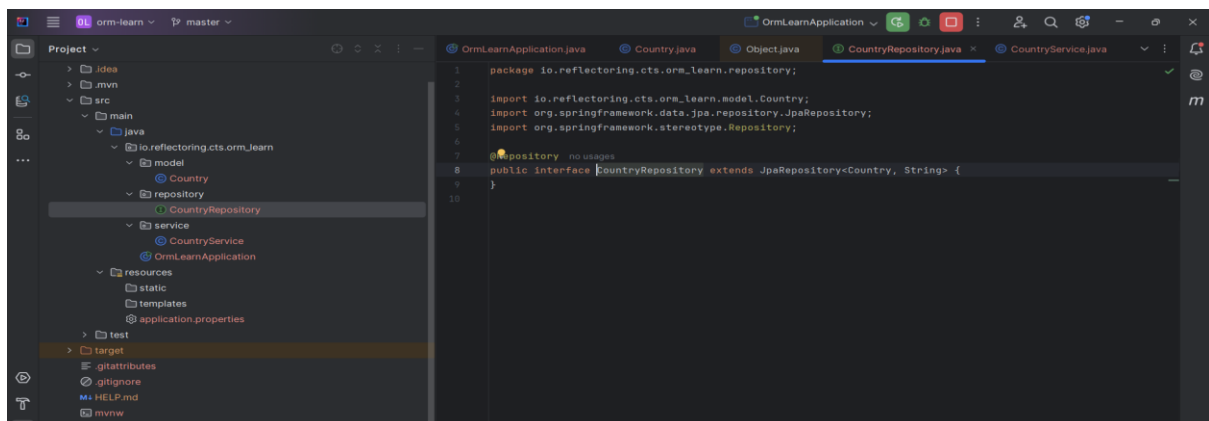 OL orm-learn master OrmLearnApplication
Project
OrmLearnApplication.java Country.java Object.java CountryRepository.java CountryService.java
.idea
.mvn
src
main
java
io.reflectoring.cts.orm_learn
model
Country
repository
CountryRepository
service
CountryService
OrmLearnApplication
resources
static
templates
application.properties
test
target
.gitattributes
.gitignore
M↓ HELP.md
mvnw
1 package io.reflectoring.cts.orm_learn.repository;
2
3 import io.reflectoring.cts.orm_learn.model.Country;
4 import org.springframework.data.jpa.repository.JpaRepository;
5 import org.springframework.stereotype.Repository;
6
7 @Repository no usages
8 public interface CountryRepository extends JpaRepository<Country, String> {
9 }
10
m